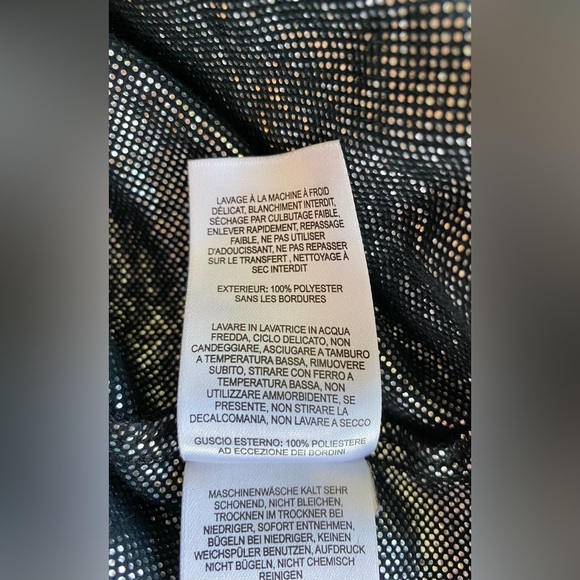 LAVAGE À LA MACHINE À FROID
DÉLICAT, BLANCHIMENT INTERDIT,
SÉCHAGE PAR CULBUTAGE FAIBLE,
ENLEVER RAPIDEMENT, REPASSAGE
FAIBLE, NE PAS UTILISER
D'ADOUCISSANT, NE PAS REPASSER
SUR LE TRANSFERT , NETTOYAGE À
SEC INTERDIT
EXTERIEUR: 100% POLYESTER
SANS LES BORDURES
LAVARE IN LAVATRICE IN ACQUA
FREDDA, CICLO DELICATO, NON
CANDEGGIARE, ASCIUGARE A TAMBURO
A TEMPERATURA BASSA, RIMUOVERE
SUBITO, STIRARE CON FERRO A
TEMPERATURA BASSA, NON
UTILIZZARE AMMORBIDENTE, SE
PRESENTE, NON STIRARE LA
DECALCOMANIA, NON LAVARE A SECCO
GUSCIO ESTERNO: 100% POLIESTERE
AD ECCEZIONE DEI BORDINI
MASCHINENWÄSCHE KALT SEHR
SCHONEND, NICHT BLEICHEN,
TROCKNEN IM TROCKNER BEI
NIEDRIGER, SOFORT ENTNEHMEN,
BÜGELN BEI NIEDRIGER, KEINEN
WEICHSPÜLER BENUTZEN, AUFDRUCK
NICHT BÜGELN, NICHT CHEMISCH
REINIGEN